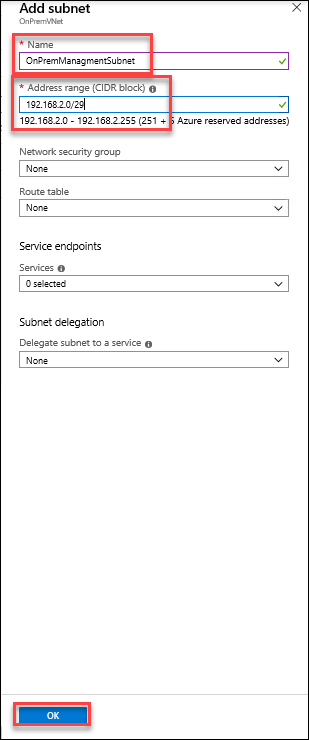 Add subnet
OnPremVNet
* Name
OnPremManagmentSubnet
* Address range (CIDR block)
192.168.2.0/29
192.168.2.0 - 192.168.2.255 (251 + 5 Azure reserved addresses)
Network security group
None
Route table
None
Service endpoints
Services
0 selected
Subnet delegation
Delegate subnet to a service
None
OK